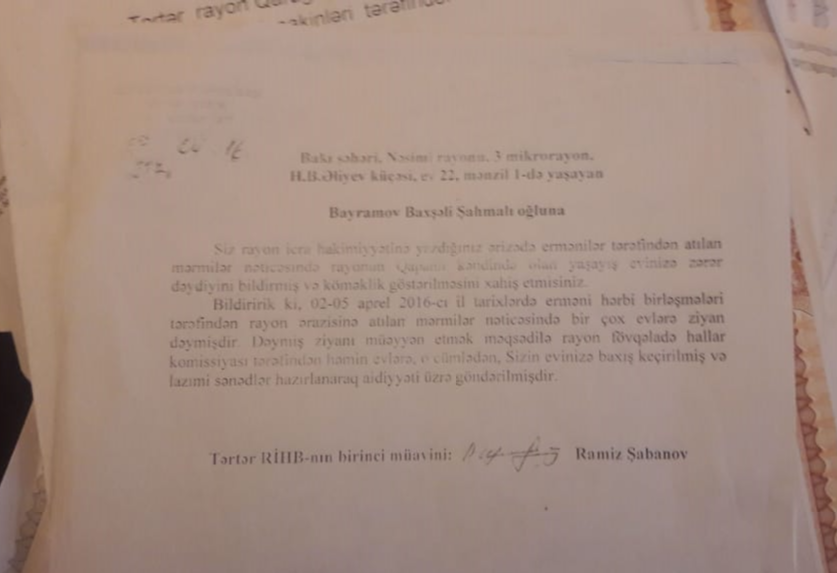 Tərtər rayon
sakinləri tərəfin
Bakı şəhəri, Nəsimi rayonu, 3 mikrorayon,
H.B.Əliyev küçəsi, ev 22, mənzil 1-də yaşayan
Bayramov Baxşəli Şahmalı oğluna
Siz rayon icra hakimiyyətinə yazdığınız ərizədə ermənilər tərəfindən atılan
mərmilər nəticəsində rayonun Qapanlı kəndində olan yaşayış evinizə zərər
dəydiyini bildirmiş və köməklik göstərilməsini xahiş etmisiniz.
Bildiririk ki, 02-05 aprel 2016-cı il tarixlərdə erməni hərbi birləşmələri
tərəfindən rayon ərazisinə atılan mərmilər nəticəsində bir çox evlərə ziyan
dəymişdir. Dəymiş ziyanı müəyyən etmək məqsədilə rayon fövqəladə hallar
komissiyası tərəfindən həmin evlərə, o cümlədən, Sizin evinizə baxış keçirilmiş və
lazımi sənədlər hazırlanaraq aidiyyəti üzrə göndərilmişdir.
Tərtər RİHB-nın birinci müavini: Ramiz Şabanov